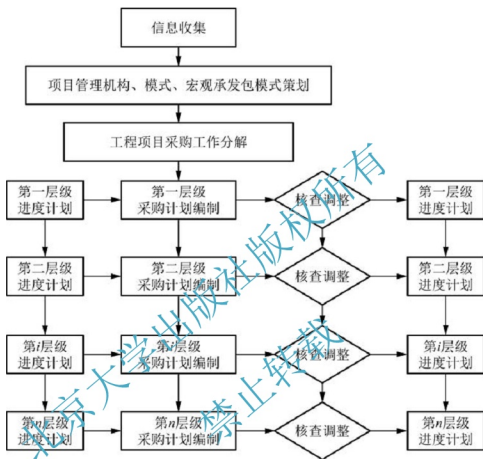 信息收集
项目管理机构、模式、宏观承发包模式策划
工程项目采购工作分解
第一层级
进度计划
第一层级
采购计划编制
核查调整
第一层级
进度计划
第二层级
进度计划
第二层级
采购计划编制
核查调整
第二层级
进度计划
第i层级
进度计划
第i层级
采购计划编制
核查调整
第i层级
进度计划
第n层级
进度计划
第n层级
采购计划编制
核查调整
第n层级
进度计划
北京大学出版社版权所有
禁止转载